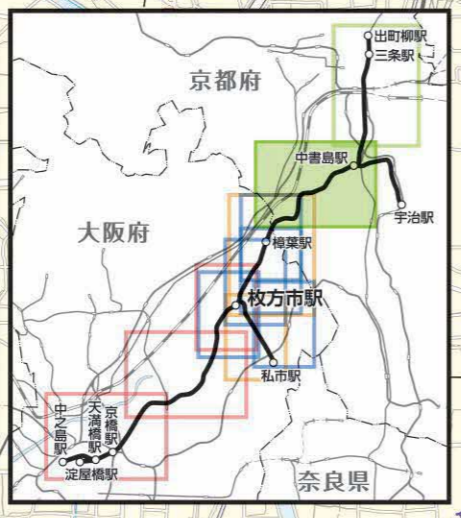 出町柳駅
三条駅
京都府
中書島駅
宇治駅
大阪府
樟葉駅
枚方市駅
私市駅
京橋駅
天満橋駅
中之島駅
淀屋橋駅
奈良県